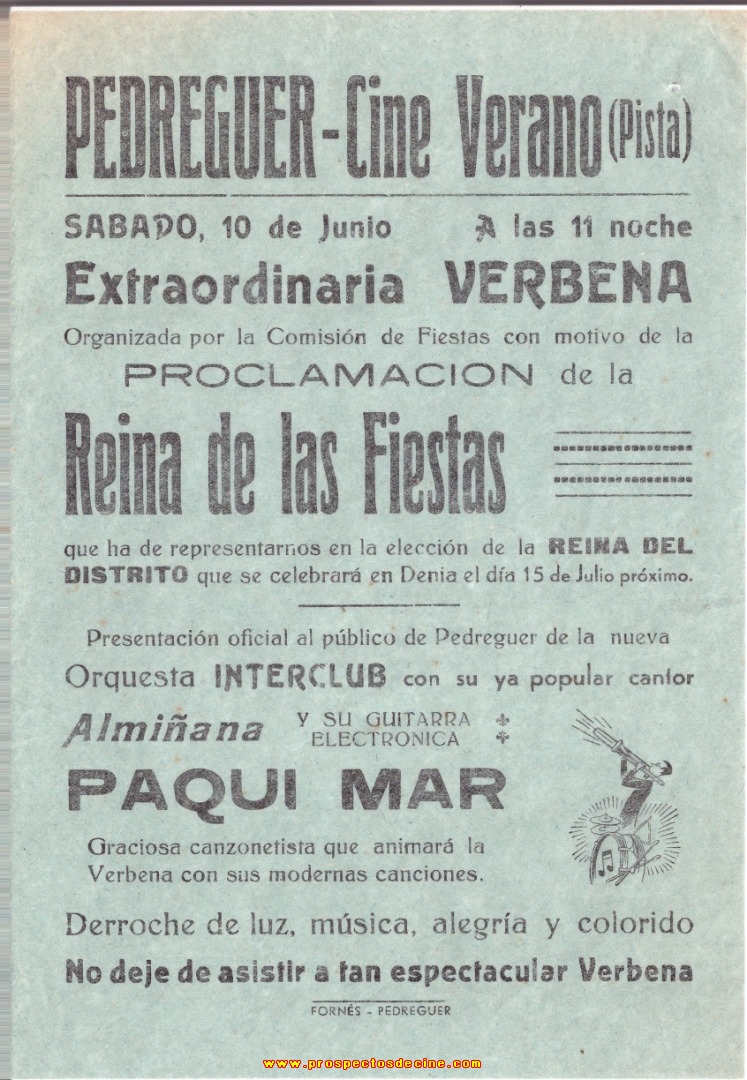 PEDREGUER - Cine Verano (Pista)
SABADO, 10 de Junio A las 11 noche
Extraordinaria VERBENA
Organizada por la Comisión de Fiestas con motivo de la
PROCLAMACION de la
Reina de las Fiestas
que ha de representarnos en la elección de la REINA DEL
DISTRITO que se celebrará en Denia el día 15 de Julio próximo.
Presentación oficial al público de Pedreguer de la nueva
Orquesta INTERCLUB con su ya popular cantor
Almiñana Y SU GUITARRA
ELECTRONICA
PAQUI MAR
Graciosa canzonetista que animará la
Verbena con sus modernas canciones.
Derroche de luz, música, alegría y colorido
No deje de asistir a tan espectacular Verbena
FORNÉS - PEDREGUER
www.prospectosdecine.com